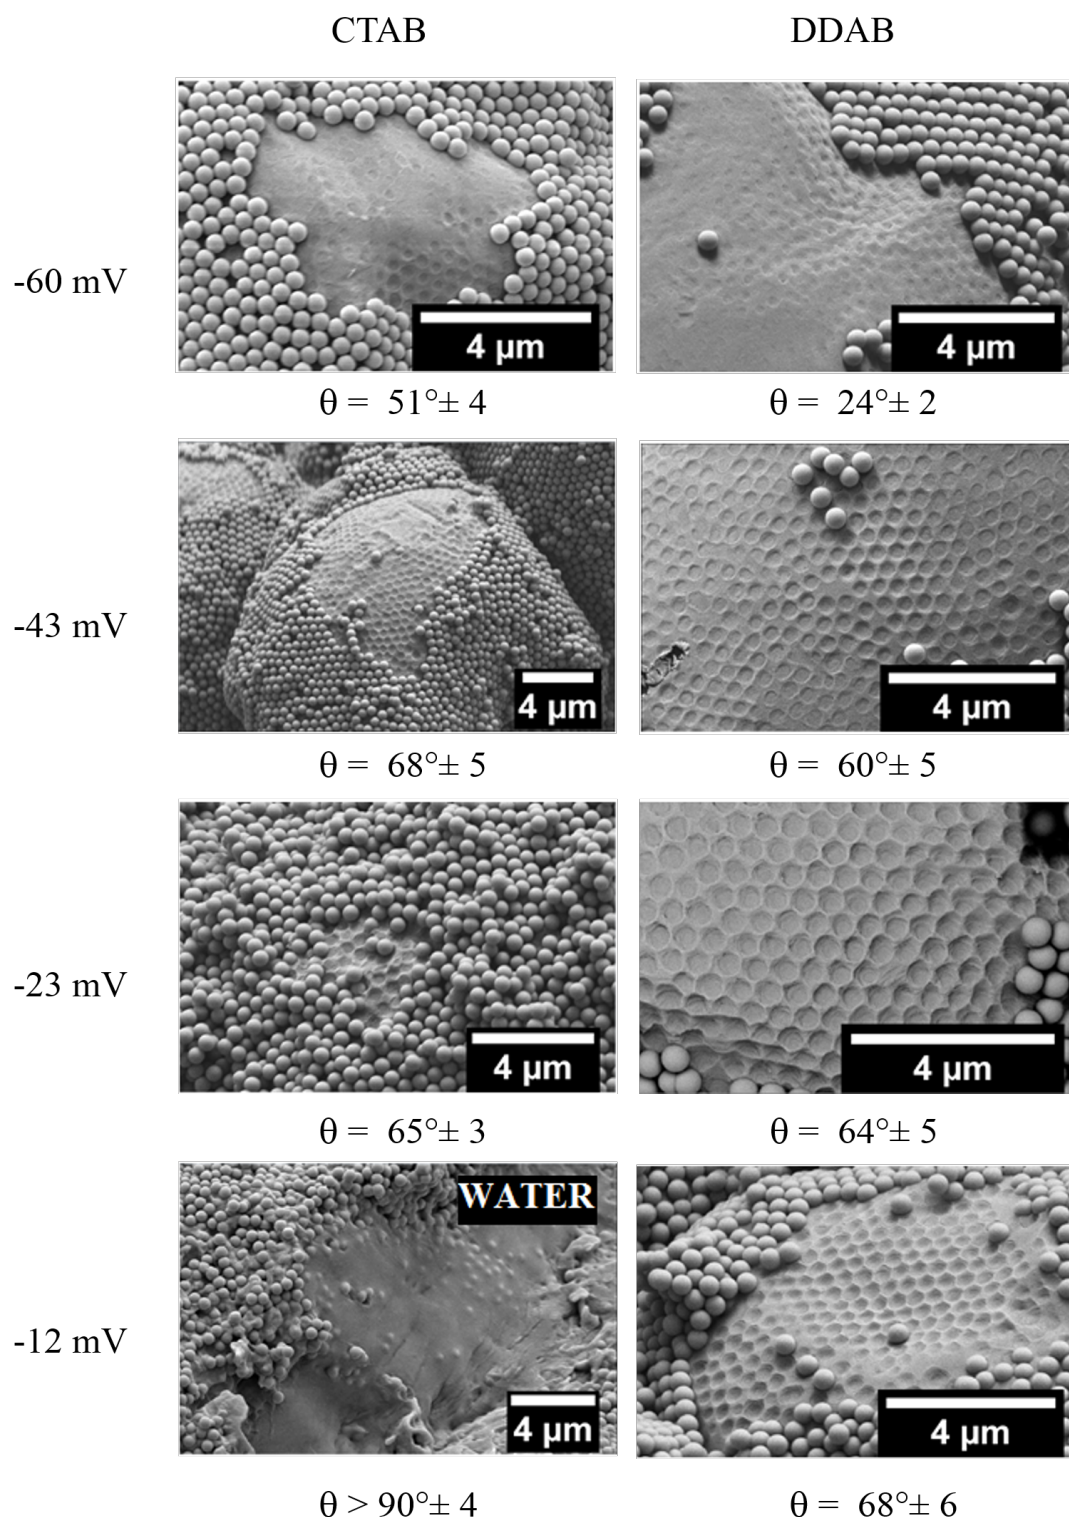 CTAB DDAB
-60 mV
4 μm 4 μm
θ = 51°± 4 θ = 24°± 2
-43 mV
4 μm 4 μm
θ = 68°± 5 θ = 60°± 5
-23 mV
4 μm 4 μm
θ = 65°± 3 θ = 64°± 5
WATER
-12 mV
4 μm 4 μm
θ > 90°± 4 θ = 68°± 6